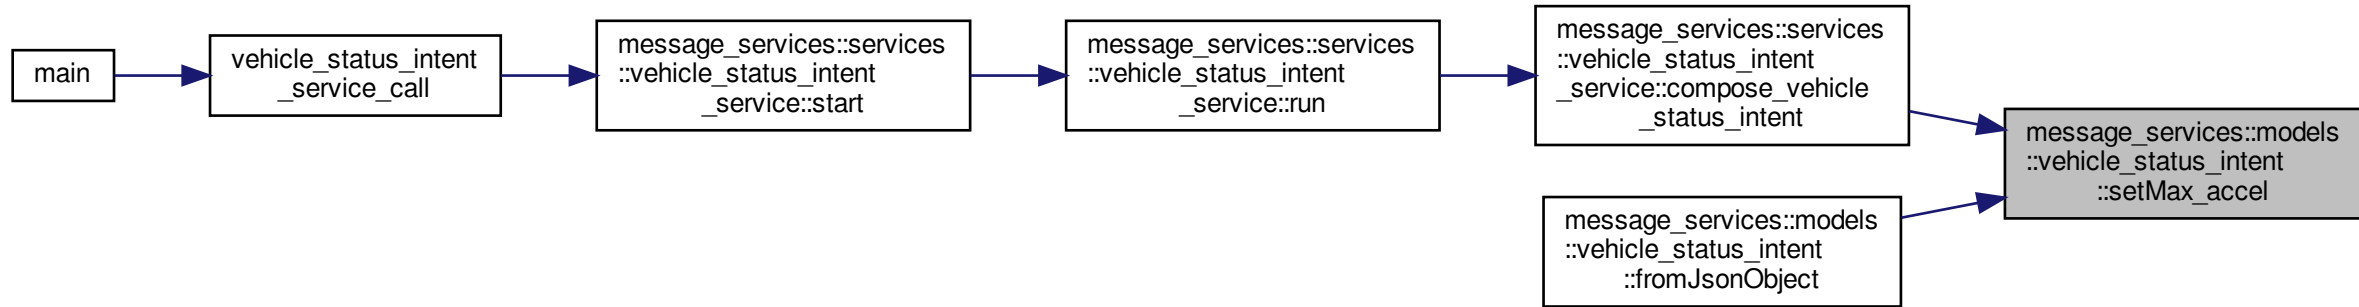 main
vehicle_status_intent
_service_call
message_services::services
::vehicle_status_intent
_service::start
message_services::services
::vehicle_status_intent
_service::run
message_services::services
::vehicle_status_intent
_service::compose_vehicle
_status_intent
message_services::models
::vehicle_status_intent
::setMax_accel
message_services::models
::vehicle_status_intent
::fromJsonObject